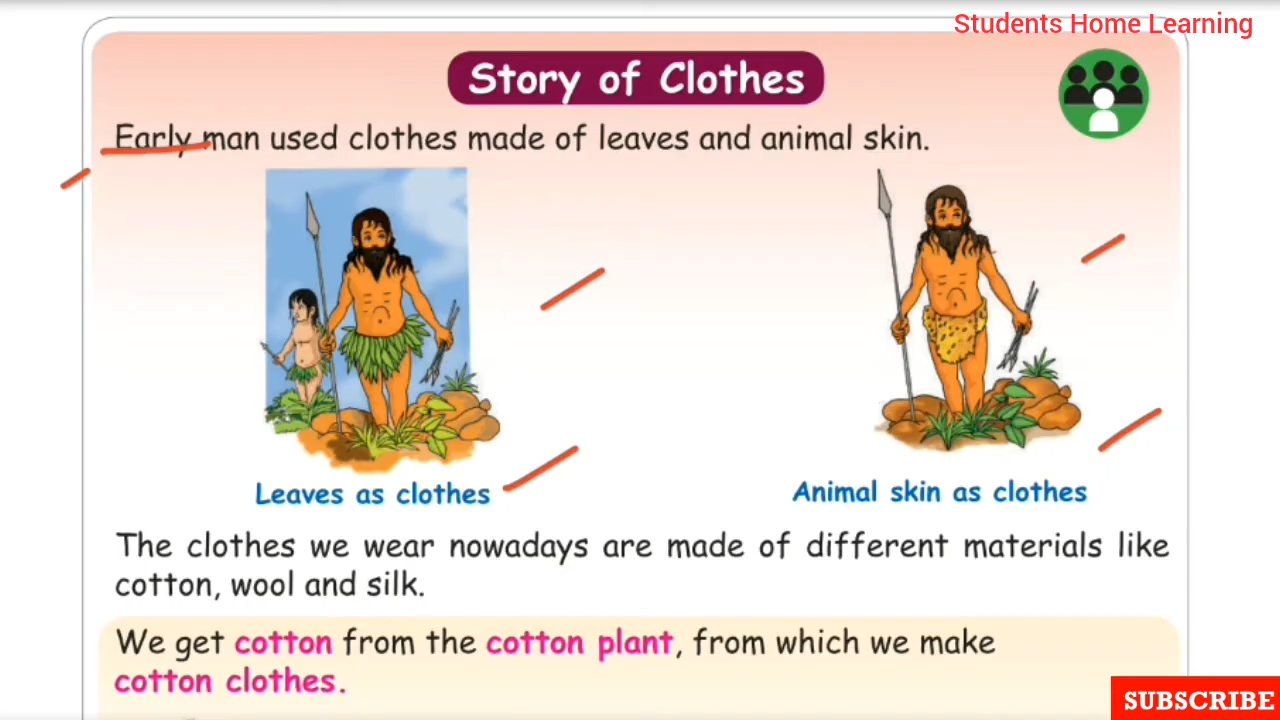 Students Home Learning
Story of Clothes
Early man used clothes made of leaves and animal skin.
Leaves as clothes
Animal skin as clothes
The clothes we wear nowadays are made of different materials like
cotton, wool and silk.
We get cotton from the cotton plant, from which we make
cotton clothes.
SUBSCRIBE